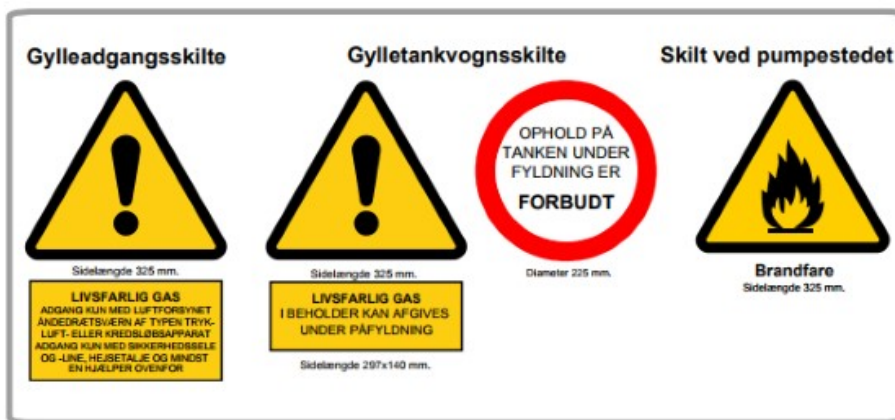 Gylleadgangsskilte
Sidelængde 325 mm.
LIVSFARLIG GAS
ADGANG KUN MED LUFTFORSYNET
ÅNDEDRÆTSVÆRN AF TYPEN TRYK-
LUFT- ELLER KREDSLØBSAPPARAT
ADGANG KUN MED SIKKERHEDSSELE
OG -LINE, HEJSETALJE OG MINDST
EN HJÆLPER OVENFOR
Gylletankvognsskilte
Sidelængde 325 mm.
LIVSFARLIG GAS
I BEHOLDER KAN AFGIVES
UNDER PÅFYLDNING
Sidelængde 297x140 mm.
OPHOLD PÅ
TANKEN UNDER
FYLDNING ER
FORBUDT
Diameter 225 mm.
Skilt ved pumpestedet
Brandfare
Sidelængde 325 mm.